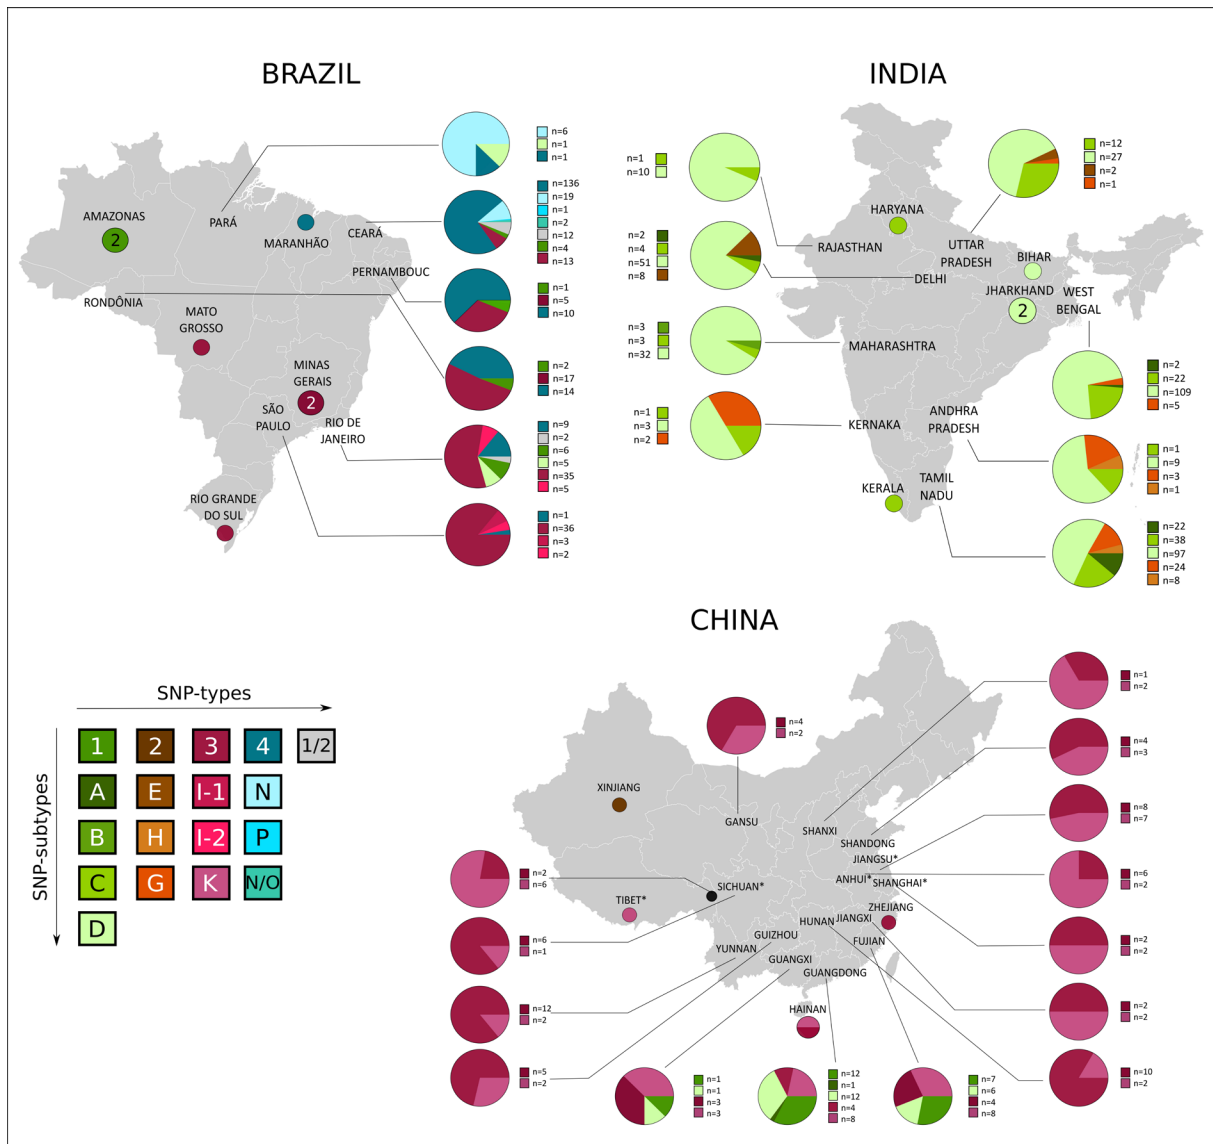 BRAZIL
INDIA
n=6
n=1
n=1
AMAZONAS
2
PARÁ
MARANHÃO
CEARÁ
n=136
n=19
n=1
n=2
n=12
n=4
n=13
PERNAMBOUC
RONDÔNIA
n=1
n=5
n=10
MATO
GROSSO
n=2
n=17
n=14
MINAS
GERAIS
2
SÃO
PAULO
RIO DE
JANEIRO
n=9
n=2
n=6
n=5
n=35
n=5
RIO GRANDE
DO SUL
n=1
n=36
n=3
n=2
n=1
n=10
n=12
n=27
n=2
n=1
HARYANA
RAJASTHAN
UTTAR
PRADESH
n=2
n=4
n=51
n=8
DELHI
BIHAR
JHARKHAND
2
WEST
BENGAL
n=3
n=3
n=32
MAHARASHTRA
n=2
n=22
n=109
n=5
n=1
n=3
n=2
KERNAKA
ANDHRA
PRADESH
n=1
n=9
n=3
n=1
KERALA
TAMIL
NADU
n=22
n=38
n=97
n=24
n=8
CHINA
SNP-types
SNP-subtypes
1
2
3
4
1/2
A
E
I-1
N
B
H
I-2
P
C
G
K
N/O
D
n=4
n=2
n=1
n=2
n=4
n=3
n=8
n=7
n=6
n=2
n=2
n=2
n=2
n=2
n=10
n=2
XINJIANG
GANSU
SHANXI
SHANDONG
JIANGSU*
ANHUI*
SHANGHAI*
SICHUAN*
TIBET*
ZHEJIANG
HUNAN
JIANGXI
GUIZHOU
FUJIAN
YUNNAN
GUANGXI
GUANGDONG
HAINAN
n=2
n=6
n=6
n=1
n=12
n=2
n=5
n=2
n=1
n=1
n=3
n=3
n=12
n=1
n=12
n=4
n=8
n=7
n=6
n=4
n=8